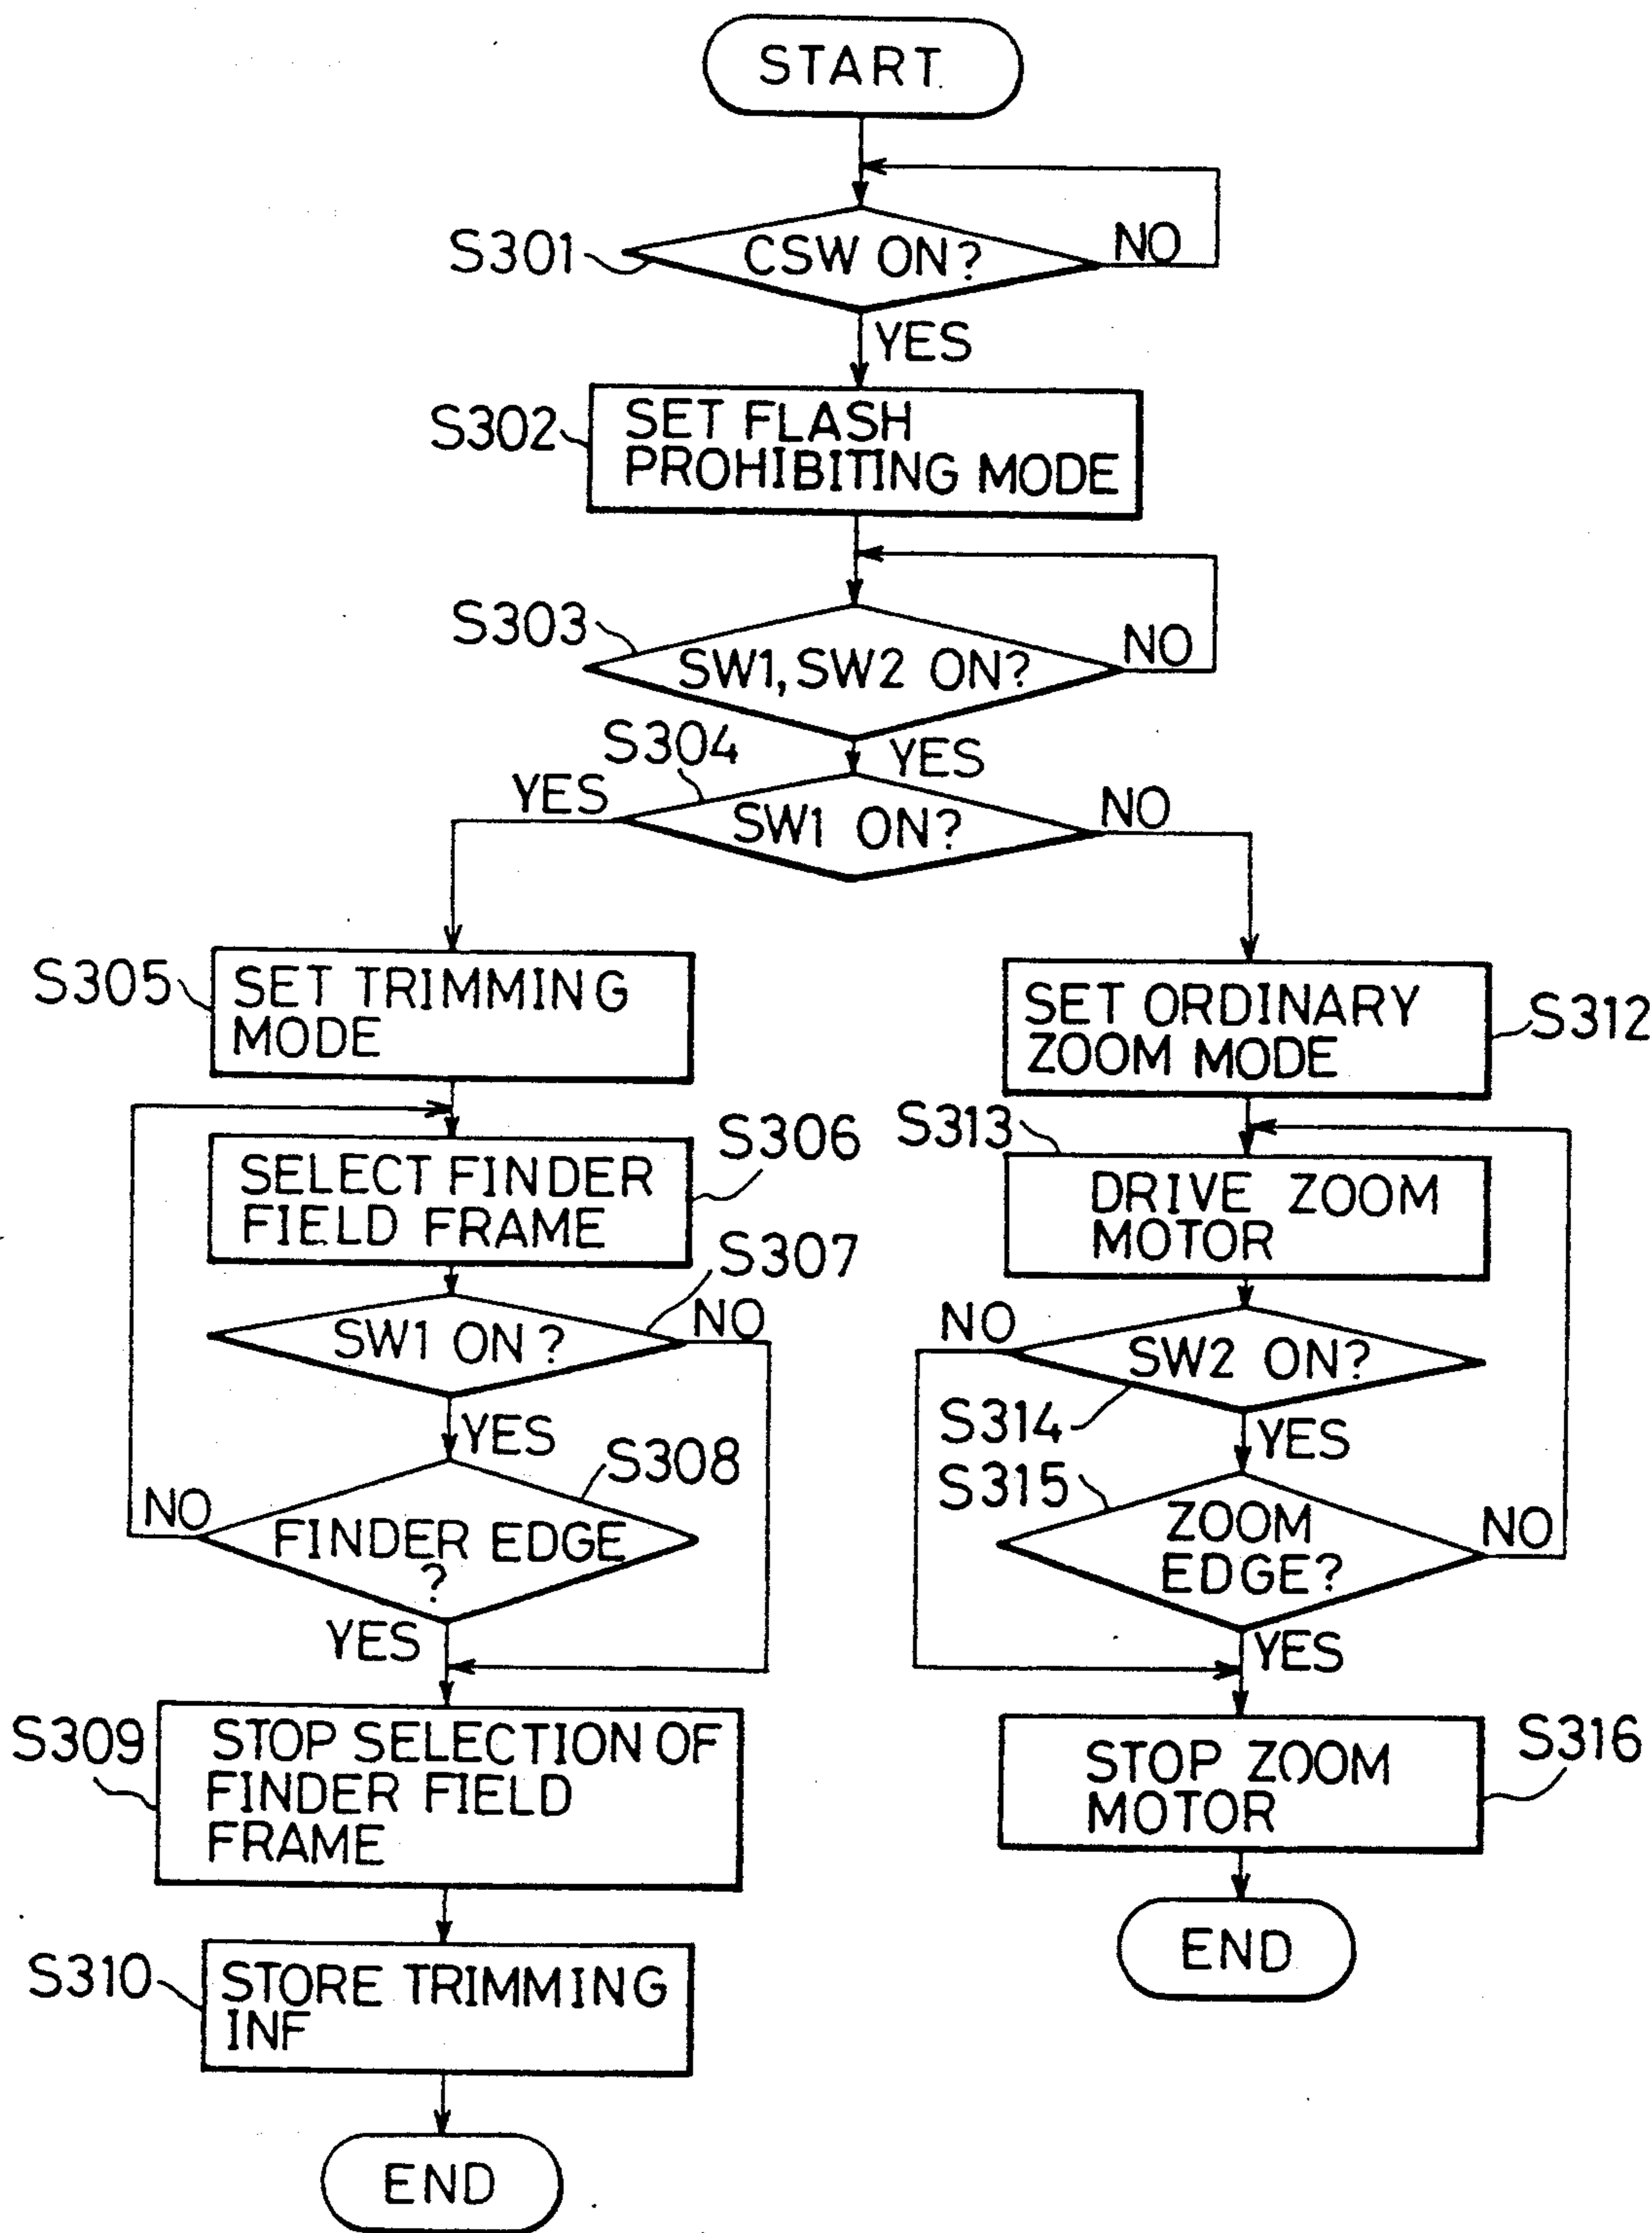 START
S301
CSW ON?
NO
YES
S302
SET FLASH
PROHIBITING MODE
S303
SW1, SW2 ON?
NO
YES
S304
SW1 ON?
YES
NO
S305
SET TRIMMING
MODE
S306
SELECT FINDER
FIELD FRAME
S307
SW1 ON?
NO
YES
S308
FINDER EDGE
?
NO
YES
S309
STOP SELECTION OF
FINDER FIELD
FRAME
S310
STORE TRIMMING
INF
END
SET ORDINARY
ZOOM MODE
S312
S313
DRIVE ZOOM
MOTOR
NO
SW2 ON?
S314
YES
S315
ZOOM
EDGE?
NO
YES
STOP ZOOM
MOTOR
S316
END